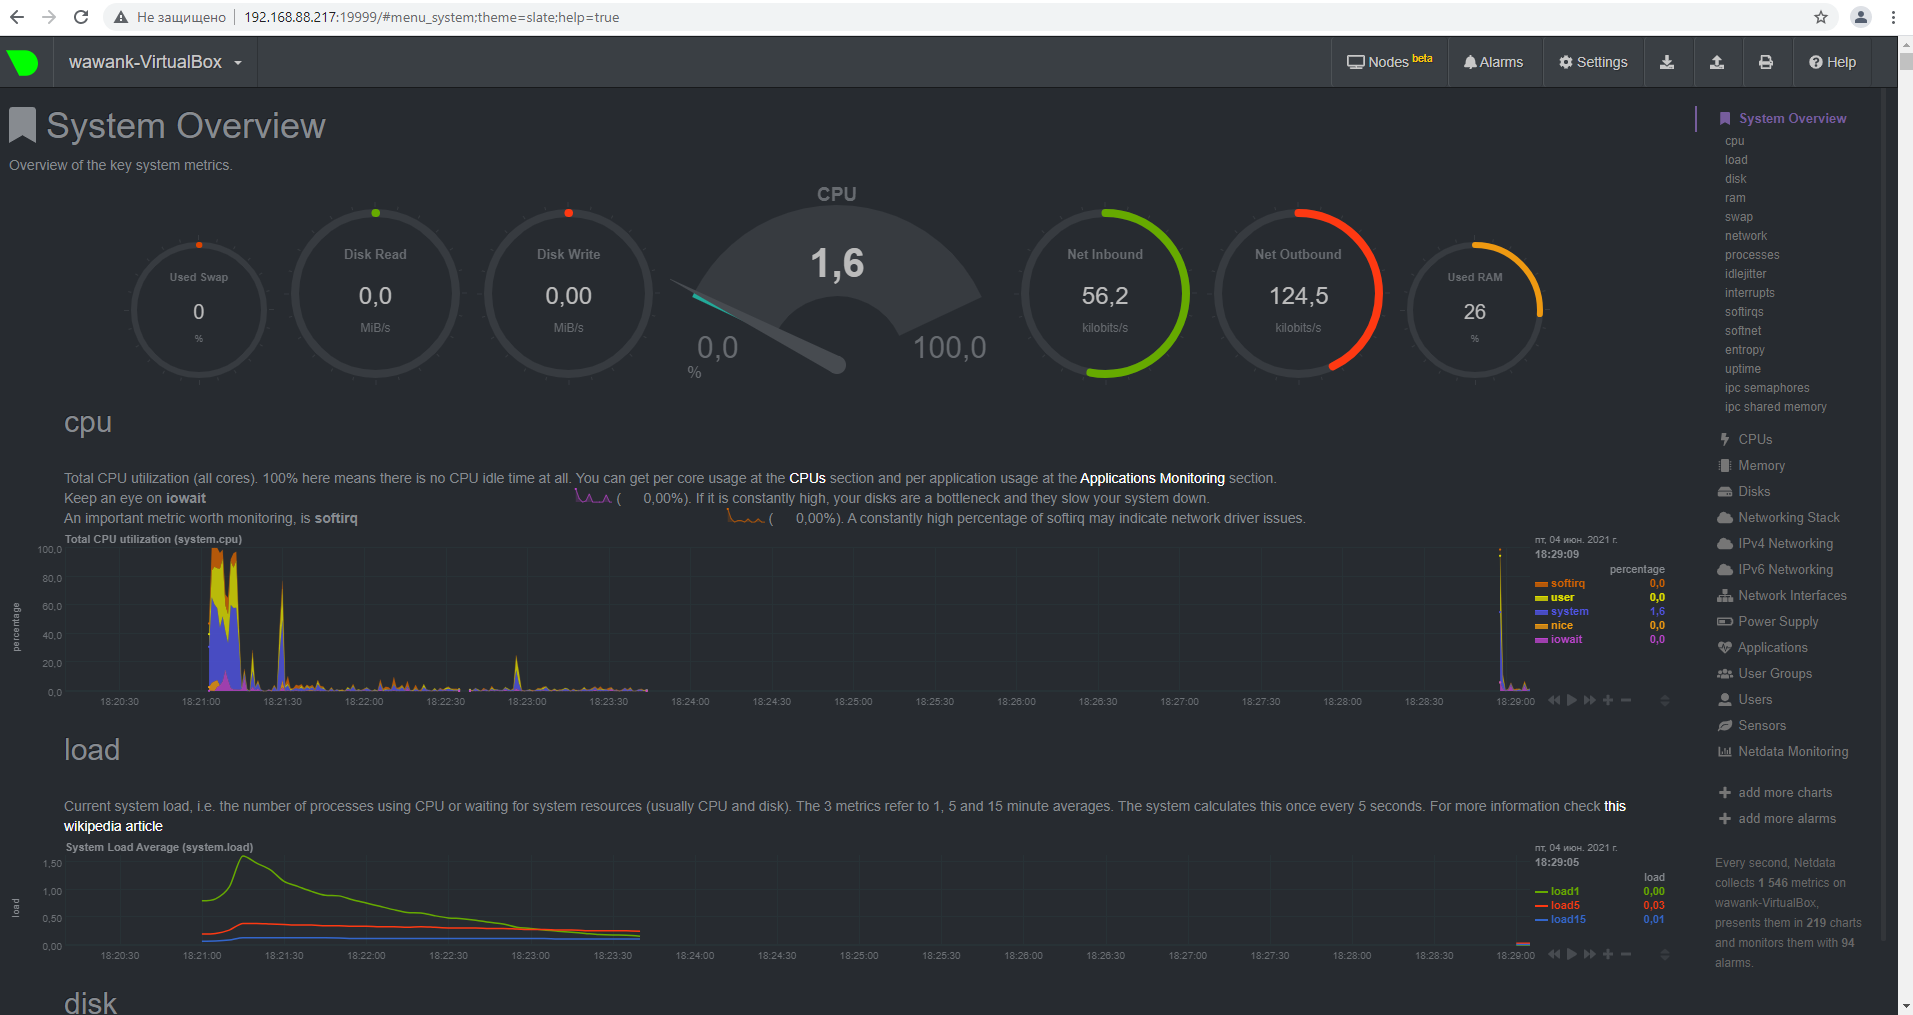 Не защищено 192.168.88.217:19999/#menu_system;theme=slate;help=true
wawank-VirtualBox
Nodes beta
Alarms
Settings
Help
System Overview
Overview of the key system metrics.
Used Swap
0
%
Disk Read
0,0
MiB/s
Disk Write
0,00
MiB/s
CPU
1,6
0,0
100,0
%
Net Inbound
56,2
kilobits/s
Net Outbound
124,5
kilobits/s
Used RAM
26
%
cpu
Total CPU utilization (all cores). 100% here means there is no CPU idle time at all. You can get per core usage at the CPUs section and per application usage at the Applications Monitoring section.
Keep an eye on iowait ( 0,00%). If it is constantly high, your disks are a bottleneck and they slow your system down.
An important metric worth monitoring, is softirq ( 0,00%). A constantly high percentage of softirq may indicate network driver issues.
Total CPU utilization (system.cpu)
percentage
100,0
80,0
60,0
40,0
20,0
0,0
18:20:30 18:21:00 18:21:30 18:22:00 18:22:30 18:23:00 18:23:30 18:24:00 18:24:30 18:25:00 18:25:30 18:26:00 18:26:30 18:27:00 18:27:30 18:28:00 18:28:30 18:29:00
пт, 04 июн. 2021 г.
18:29:09
percentage
softirq 0,0
user 0,0
system 1,6
nice 0,0
iowait 0,0
load
Current system load, i.e. the number of processes using CPU or waiting for system resources (usually CPU and disk). The 3 metrics refer to 1, 5 and 15 minute averages. The system calculates this once every 5 seconds. For more information check this
wikipedia article
System Load Average (system.load)
load
1,50
1,00
0,50
0,00
18:20:30 18:21:00 18:21:30 18:22:00 18:22:30 18:23:00 18:23:30 18:24:00 18:24:30 18:25:00 18:25:30 18:26:00 18:26:30 18:27:00 18:27:30 18:28:00 18:28:30 18:29:00
пт, 04 июн. 2021 г.
18:29:05
load
load1 0,00
load5 0,03
load15 0,01
disk
System Overview
cpu
load
disk
ram
swap
network
processes
idlejitter
interrupts
softirqs
softnet
entropy
uptime
ipc semaphores
ipc shared memory
CPUs
Memory
Disks
Networking Stack
IPv4 Networking
IPv6 Networking
Network Interfaces
Power Supply
Applications
User Groups
Users
Sensors
Netdata Monitoring
add more charts
add more alarms
Every second, Netdata
collects 1 546 metrics on
wawank-VirtualBox,
presents them in 219 charts
and monitors them with 94
alarms.